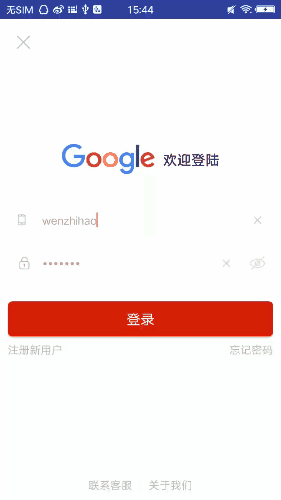 无SIM 15:44
Google 欢迎登陆
wenzhihao
•••••••
登录
注册新用户 忘记密码
联系客服 关于我们